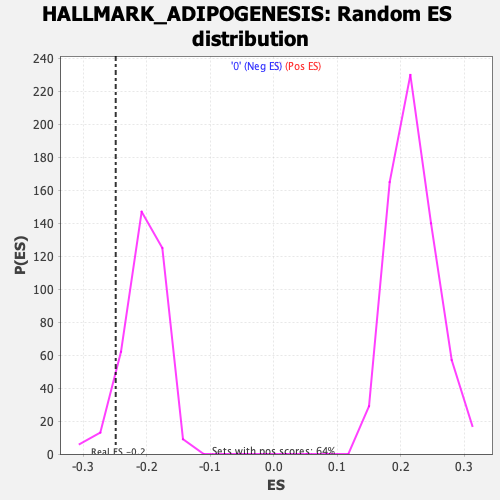 HALLMARK_ADIPOGENESIS: Random ES
distribution
'0' (Neg ES) (Pos ES)
240
220
200
180
160
140
120
100
80
60
40
20
0
P(ES)
Real ES -0.2
Sets with pos scores: 64%
-0.3 -0.2 -0.1 0.0 0.1 0.2 0.3
ES